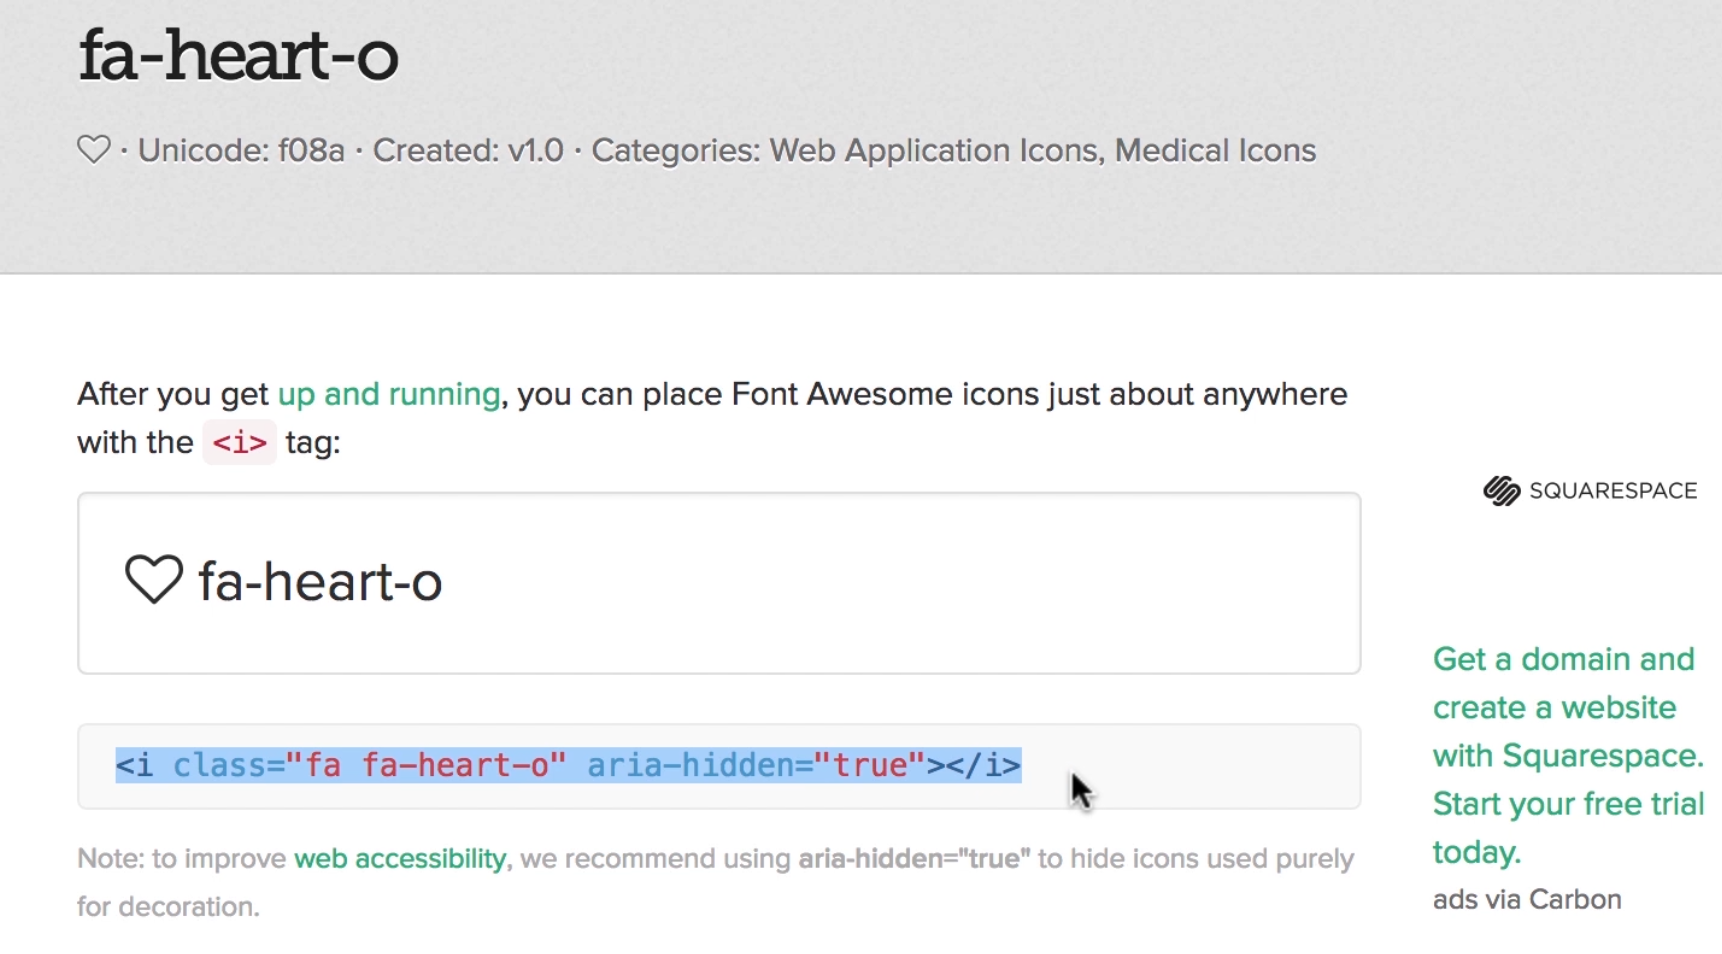 fa-heart-o
· Unicode: f08a · Created: v1.0 · Categories: Web Application Icons, Medical Icons
After you get up and running, you can place Font Awesome icons just about anywhere
with the <i> tag:
fa-heart-o
<i class="fa fa-heart-o" aria-hidden="true"></i>
Note: to improve web accessibility, we recommend using aria-hidden="true" to hide icons used purely
for decoration.
SQUARESPACE
Get a domain and
create a website
with Squarespace.
Start your free trial
today.
ads via Carbon